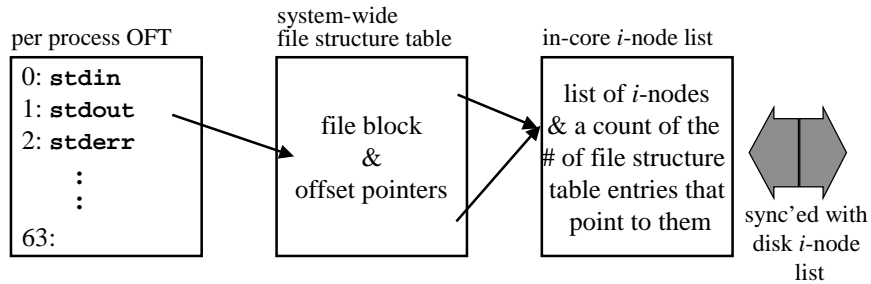 per process OFT
0: stdin
1: stdout
2: stderr
⋮
63:
system-wide
file structure table
file block
&
offset pointers
in-core i-node list
list of i-nodes
& a count of the
# of file structure
table entries that
point to them
sync'ed with
disk i-node
list